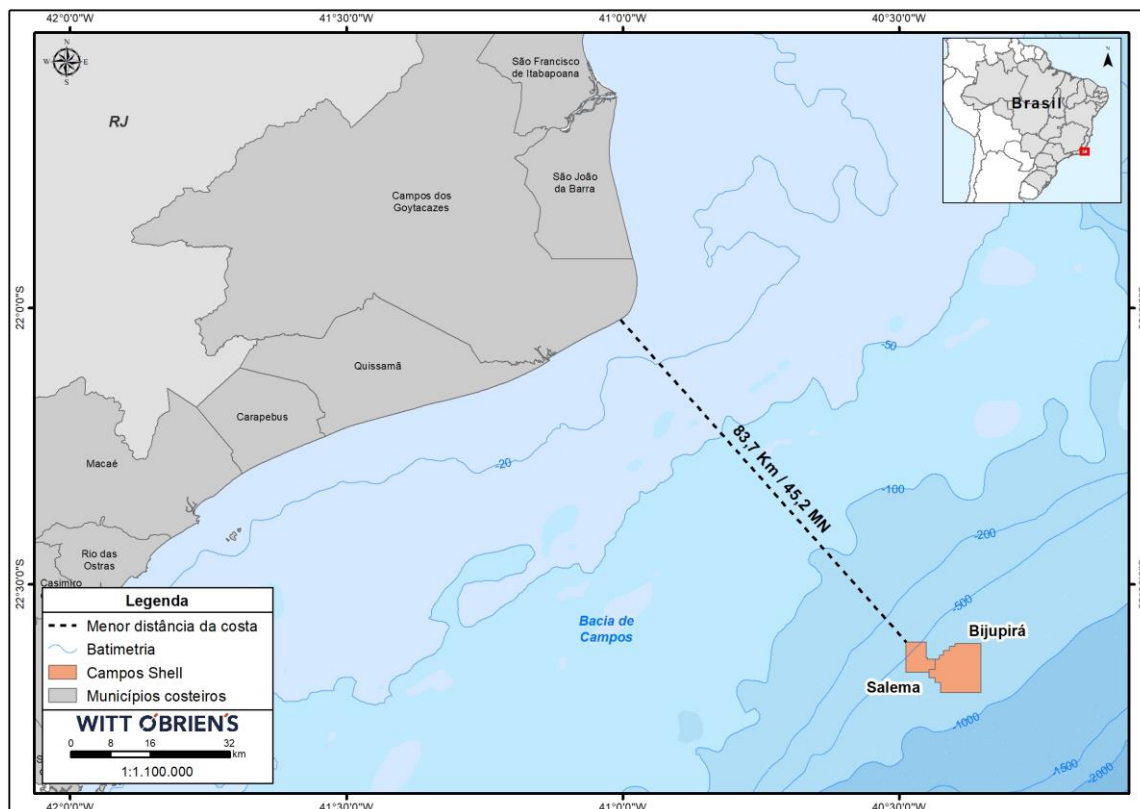 42°0'0"W
41°30'0"W
41°0'0"W
40°30'0"W
N
W
E
S
N
Brasil
RJ
São Francisco
de Itabapoana
São João
da Barra
Campos dos
Goytacazes
22°0'0"S
Quissamã
Carapebus
Macaé
Rio das
Ostras
Casimiro
22°30'0"S
-50
-20
83,7 Km / 45,2 MN
-100
-200
-500
-1000
-1500
-2000
Bacia de
Campos
Bijupirá
Salema
Legenda
Menor distância da costa
Batimetria
Campos Shell
Municípios costeiros
WITT O'BRIEN'S
0 8 16 32
km
1:1.100.000
42°0'0"W
41°30'0"W
41°0'0"W
40°30'0"W